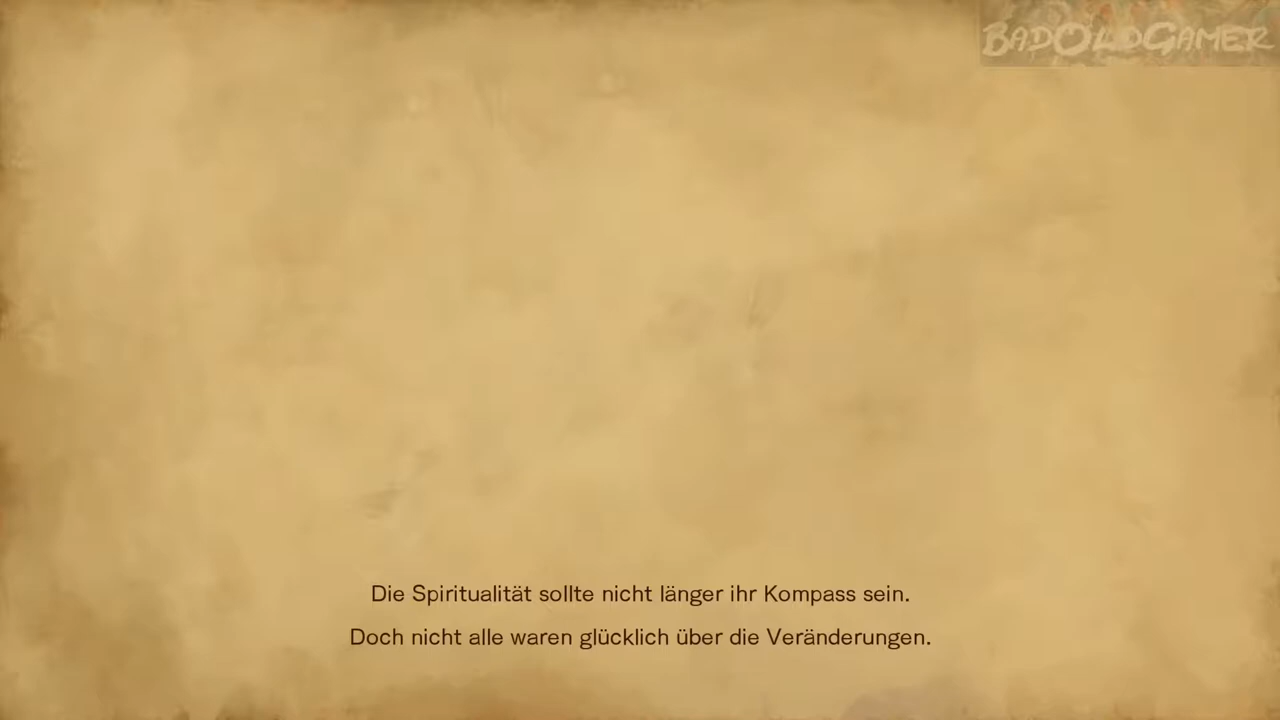 BADOLDGAMER
Die Spiritualität sollte nicht länger ihr Kompass sein.
Doch nicht alle waren glücklich über die Veränderungen.